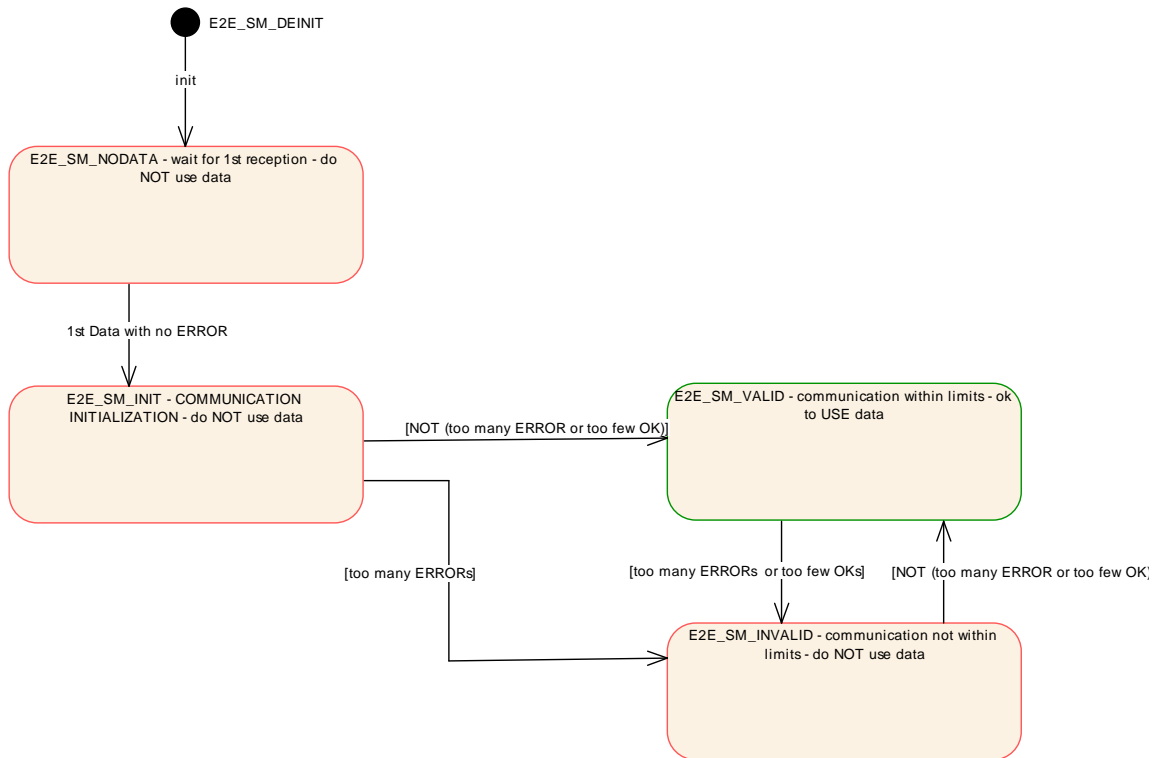 E2E_SM_DEINIT
init
E2E_SM_NODATA - wait for 1st reception - do
NOT use data
1st Data with no ERROR
E2E_SM_INIT - COMMUNICATION
INITIALIZATION - do NOT use data
E2E_SM_VALID - communication within limits - ok
to USE data
[NOT (too many ERROR or too few OK)]
[too many ERRORs]
[too many ERRORs or too few OKs]
[NOT (too many ERROR or too few OK)
E2E_SM_INVALID - communication not within
limits - do NOT use data